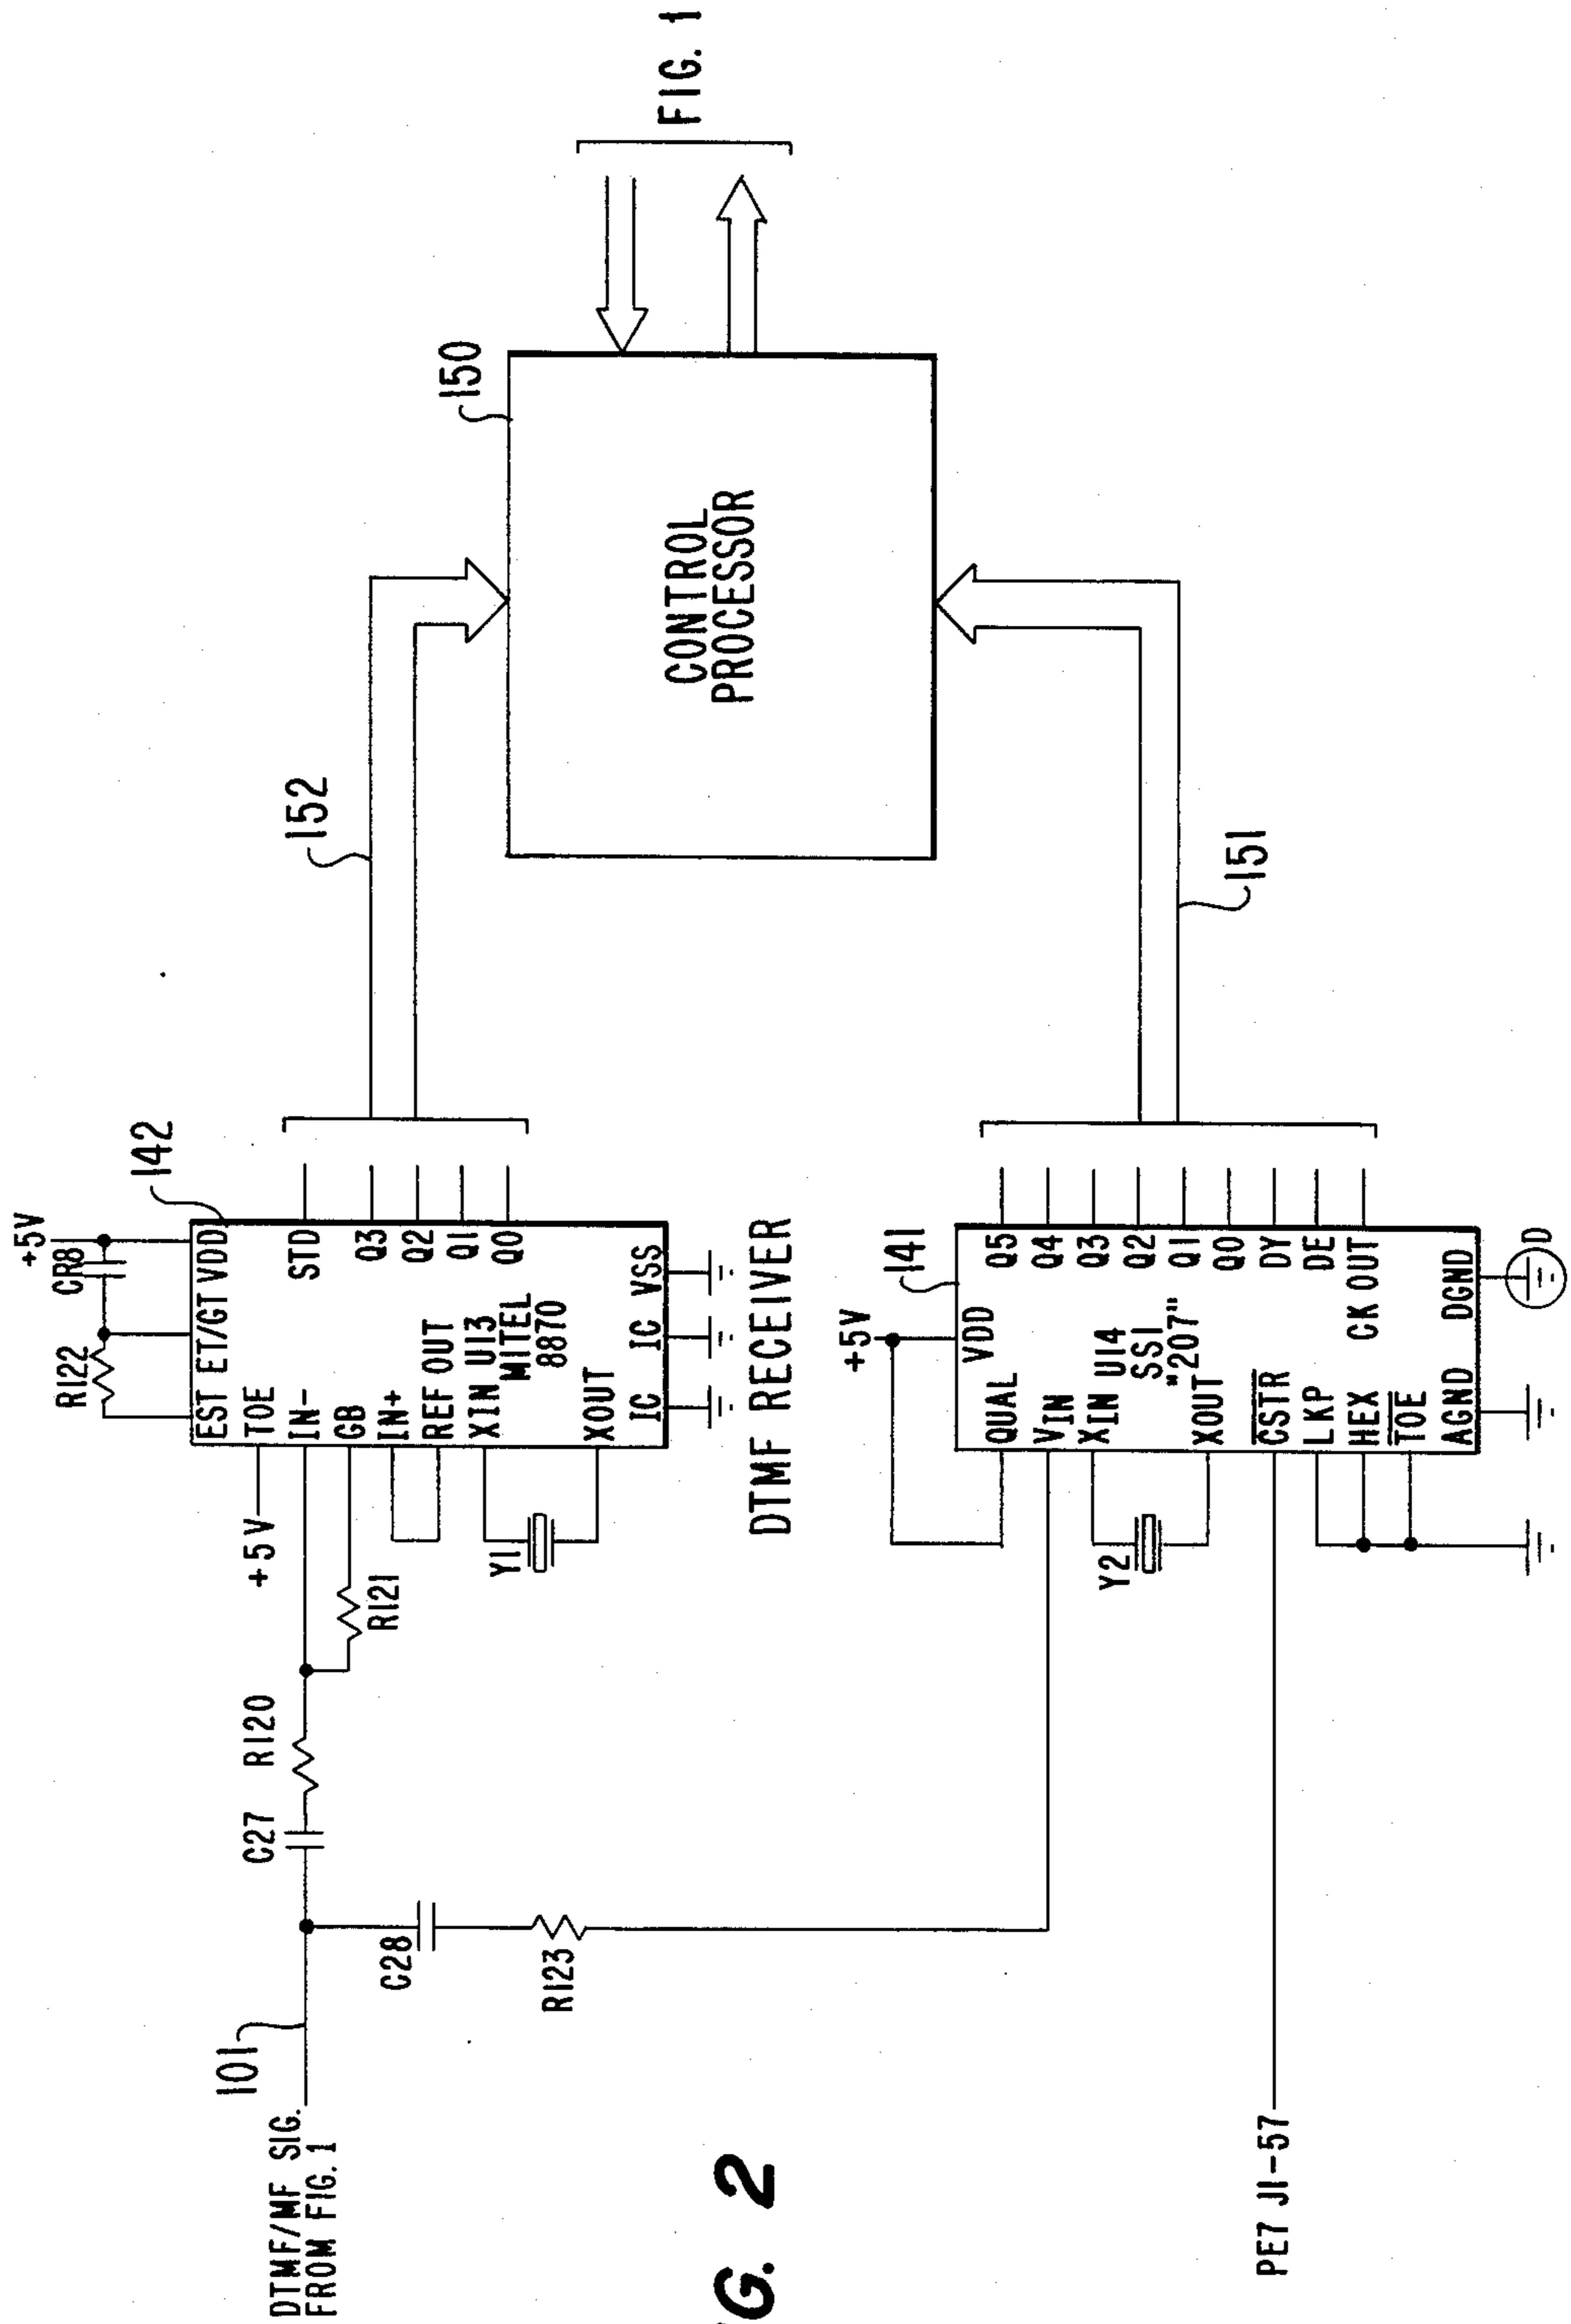 FIG. 1
150
CONTROL
PROCESSOR
152
151
142
+5V
CR8
R122
EST ET/GT VDD
TOE
STD
IN-
GB
Q3
IN+
Q2
REF OUT
Q1
XIN U13
MITEL
8870
Q0
XOUT
IC IC VSS
+5V
R121
Y1
DTMF RECEIVER
R120
C27
C28
R123
101
DTMF/MF SIG.
FROM FIG. 1
141
+5V
VDD
QUAL
Q5
VIN
Q4
XIN U14
SSI
"207"
Q3
Q2
XOUT
Q1
Q0
CSTR
DY
LKP
DE
HEX
CK OUT
TOE
AGND DGND
D
Y2
PE7 J1-57
G. 2